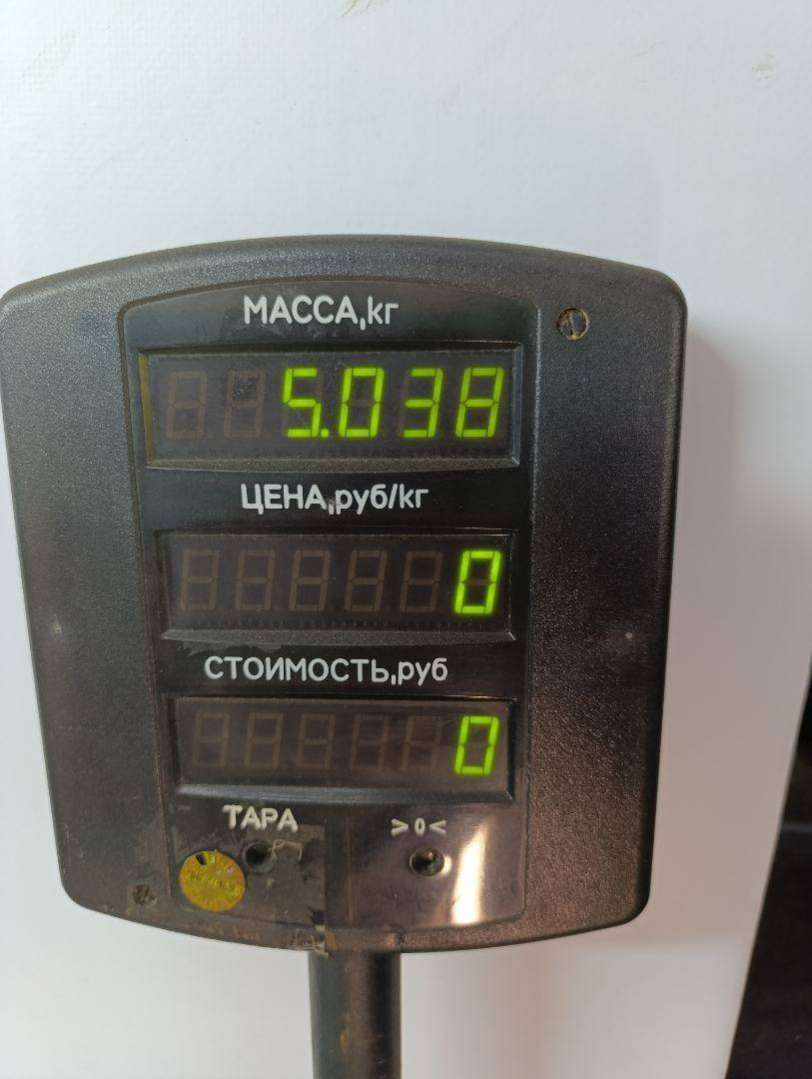 МАССА,кг
5.038
ЦЕНА,руб/кг
0
СТОИМОСТЬ,руб
0
ТАРА >0<